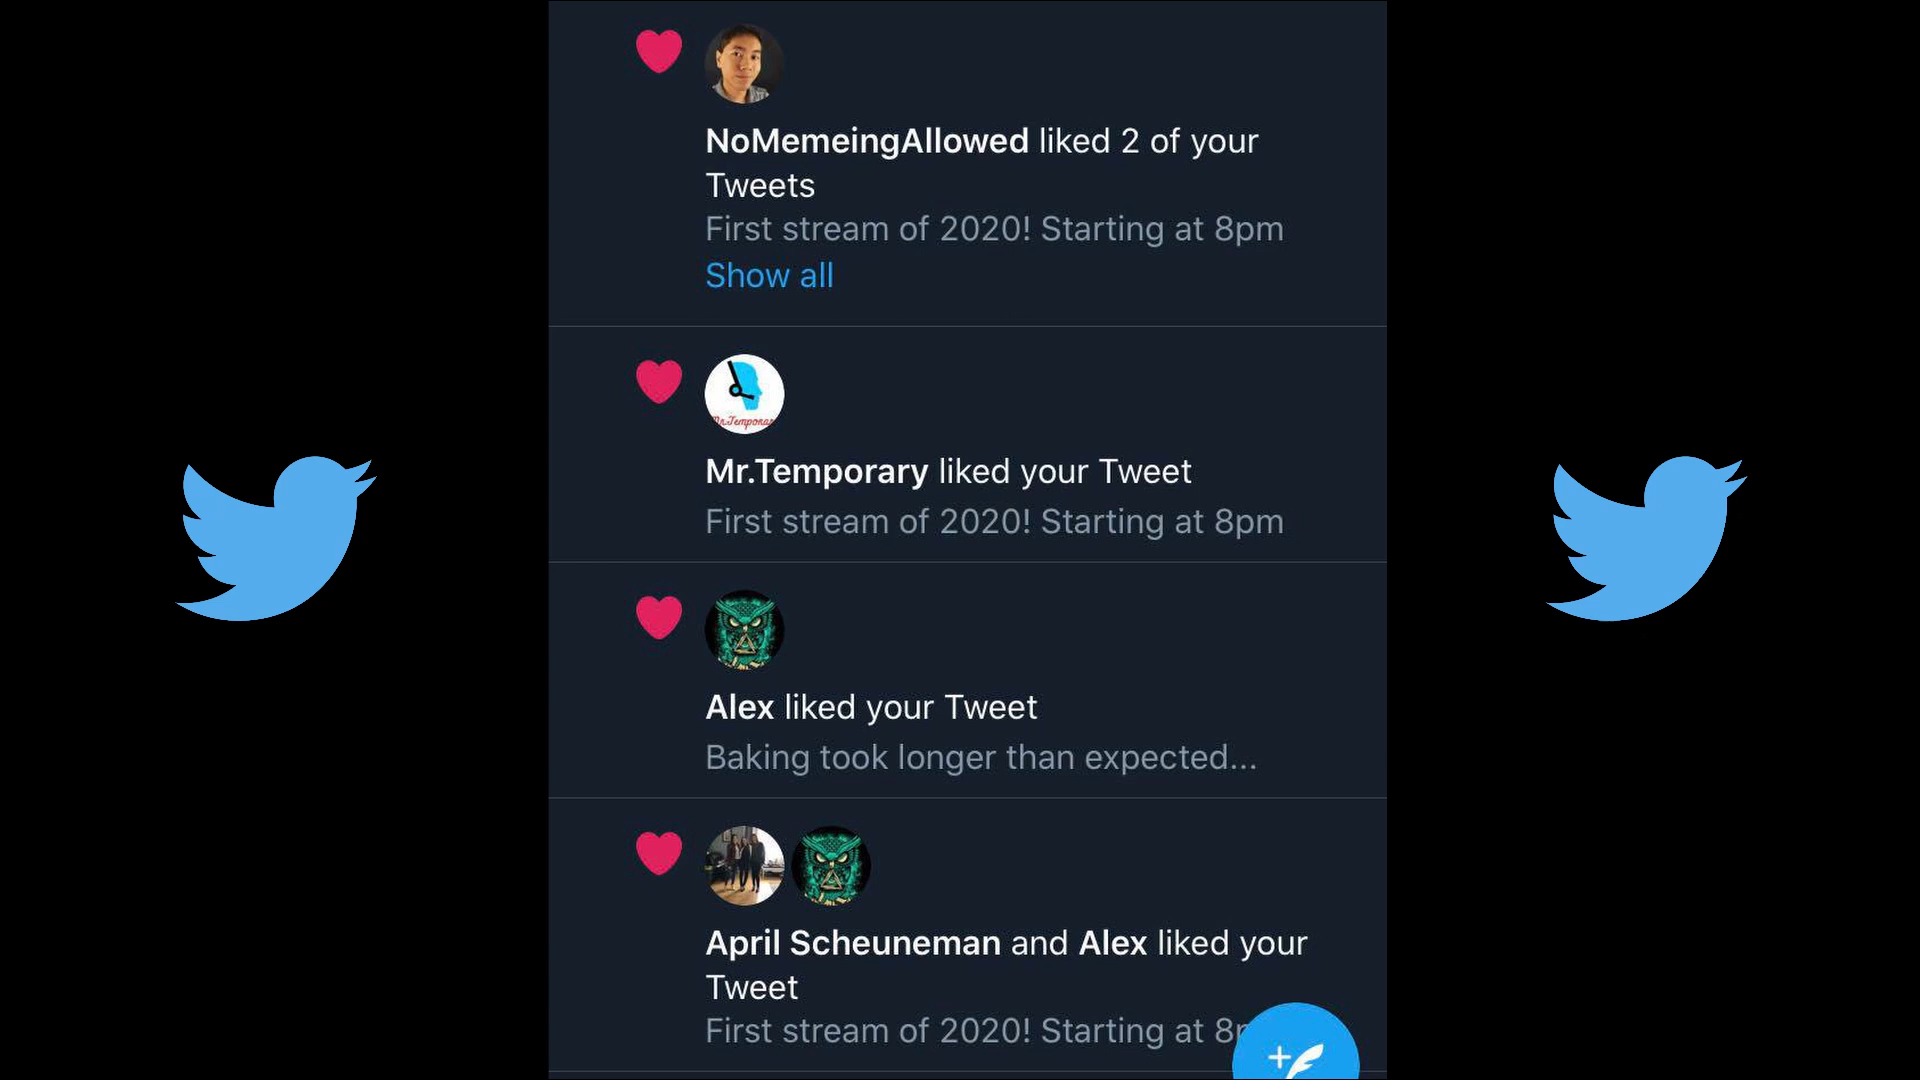 NoMemeingAllowed liked 2 of your
Tweets
First stream of 2020! Starting at 8pm
Show all
Mr.Temporary liked your Tweet
First stream of 2020! Starting at 8pm
Alex liked your Tweet
Baking took longer than expected...
April Scheuneman and Alex liked your
Tweet
First stream of 2020! Starting at